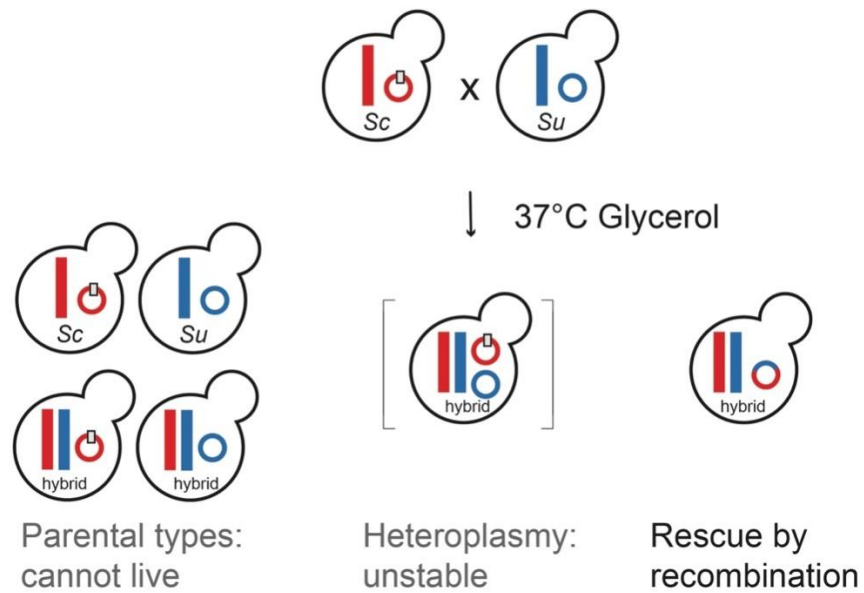 Sc
x
Su
37°C Glycerol
Sc
Su
hybrid
hybrid
hybrid
hybrid
Parental types:
cannot live
Heteroplasmy:
unstable
Rescue by
recombination